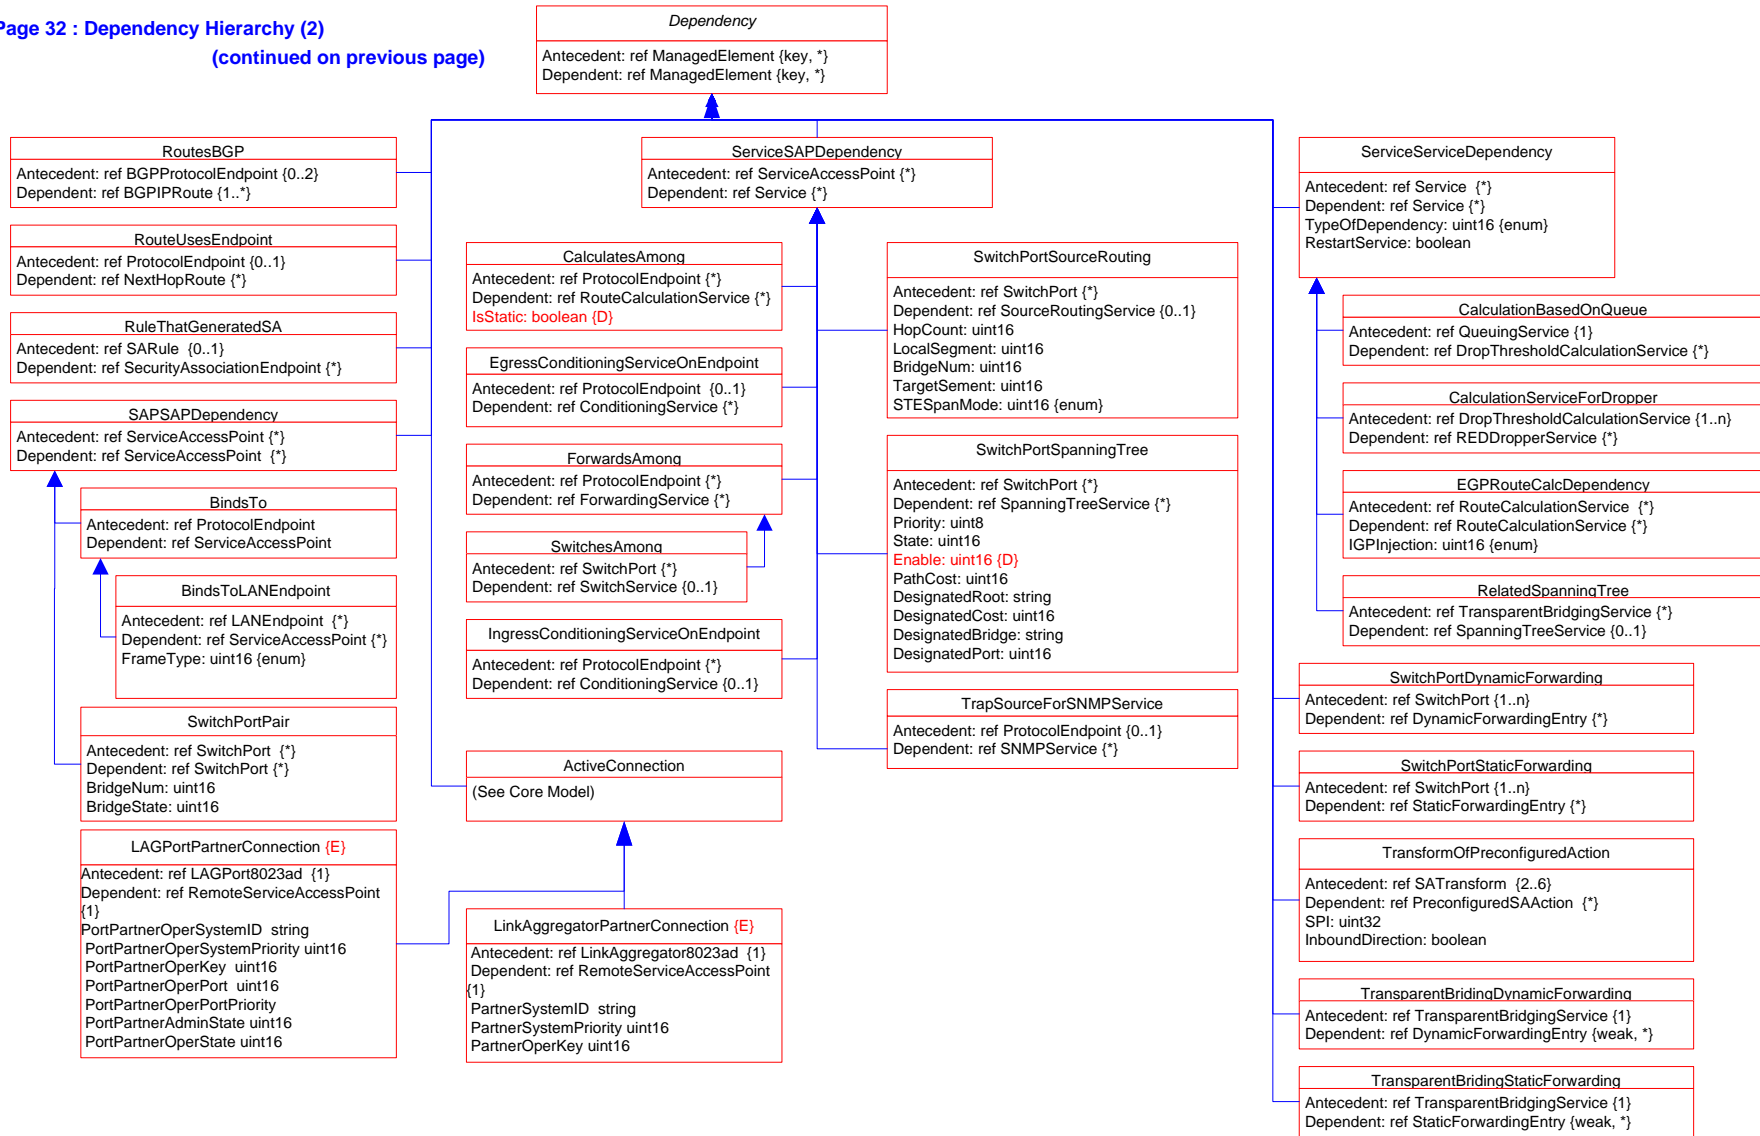 Page 32 : Dependency Hierarchy (2)
(continued on previous page)
Dependency
Antecedent: ref ManagedElement {key, *}
Dependent: ref ManagedElement {key, *}
RoutesBGP
Antecedent: ref BGPProtocolEndpoint {0..2}
Dependent: ref BGPIPRoute {1..*}
RouteUsesEndpoint
Antecedent: ref ProtocolEndpoint {0..1}
Dependent: ref NextHopRoute {*}
RuleThatGeneratedSA
Antecedent: ref SARule  {0..1}
Dependent: ref SecurityAssociationEndpoint {*}
SAPSAPDependency
Antecedent: ref ServiceAccessPoint {*}
Dependent: ref ServiceAccessPoint  {*}
BindsTo
Antecedent: ref ProtocolEndpoint
Dependent: ref ServiceAccessPoint
BindsToLANEndpoint
Antecedent: ref LANEndpoint  {*}
Dependent: ref ServiceAccessPoint {*}
FrameType: uint16 {enum}
SwitchPortPair
Antecedent: ref SwitchPort  {*}
Dependent: ref SwitchPort {*}
BridgeNum: uint16
BridgeState: uint16
LAGPortPartnerConnection {E}
Antecedent: ref LAGPort8023ad  {1}
Dependent: ref RemoteServiceAccessPoint
{1}
PortPartnerOperSystemID  string
PortPartnerOperSystemPriority uint16
PortPartnerOperKey  uint16
PortPartnerOperPort  uint16
PortPartnerOperPortPriority
PortPartnerAdminState uint16
PortPartnerOperState uint16
ServiceSAPDependency
Antecedent: ref ServiceAccessPoint {*}
Dependent: ref Service {*}
CalculatesAmong
Antecedent: ref ProtocolEndpoint {*}
Dependent: ref RouteCalculationService {*}
IsStatic: boolean {D}
EgressConditioningServiceOnEndpoint
Antecedent: ref ProtocolEndpoint  {0..1}
Dependent: ref ConditioningService {*}
ForwardsAmong
Antecedent: ref ProtocolEndpoint {*}
Dependent: ref ForwardingService {*}
SwitchesAmong
Antecedent: ref SwitchPort {*}
Dependent: ref SwitchService {0..1}
IngressConditioningServiceOnEndpoint
Antecedent: ref ProtocolEndpoint {*}
Dependent: ref ConditioningService {0..1}
ActiveConnection
(See Core Model)
LinkAggregatorPartnerConnection {E}
Antecedent: ref LinkAggregator8023ad  {1}
Dependent: ref RemoteServiceAccessPoint
{1}
PartnerSystemID  string
PartnerSystemPriority uint16
PartnerOperKey uint16
SwitchPortSourceRouting
Antecedent: ref SwitchPort {*}
Dependent: ref SourceRoutingService {0..1}
HopCount: uint16
LocalSegment: uint16
BridgeNum: uint16
TargetSement: uint16
STESpanMode: uint16 {enum}
SwitchPortSpanningTree
Antecedent: ref SwitchPort {*}
Dependent: ref SpanningTreeService {*}
Priority: uint8
State: uint16
Enable: uint16 {D}
PathCost: uint16
DesignatedRoot: string
DesignatedCost: uint16
DesignatedBridge: string
DesignatedPort: uint16
TrapSourceForSNMPService
Antecedent: ref ProtocolEndpoint {0..1}
Dependent: ref SNMPService {*}
ServiceServiceDependency
Antecedent: ref Service  {*}
Dependent: ref Service {*}
TypeOfDependency: uint16 {enum}
RestartService: boolean
CalculationBasedOnQueue
Antecedent: ref QueuingService {1}
Dependent: ref DropThresholdCalculationService {*}
CalculationServiceForDropper
Antecedent: ref DropThresholdCalculationService {1..n}
Dependent: ref REDDropperService {*}
EGPRouteCalcDependency
Antecedent: ref RouteCalculationService  {*}
Dependent: ref RouteCalculationService {*}
IGPInjection: uint16 {enum}
RelatedSpanningTree
Antecedent: ref TransparentBridgingService {*}
Dependent: ref SpanningTreeService {0..1}
SwitchPortDynamicForwarding
Antecedent: ref SwitchPort {1..n}
Dependent: ref DynamicForwardingEntry {*}
SwitchPortStaticForwarding
Antecedent: ref SwitchPort {1..n}
Dependent: ref StaticForwardingEntry {*}
TransformOfPreconfiguredAction
Antecedent: ref SATransform  {2..6}
Dependent: ref PreconfiguredSAAction  {*}
SPI: uint32
InboundDirection: boolean
TransparentBridingDynamicForwarding
Antecedent: ref TransparentBridgingService {1}
Dependent: ref DynamicForwardingEntry {weak, *}
TransparentBridingStaticForwarding
Antecedent: ref TransparentBridgingService {1}
Dependent: ref StaticForwardingEntry {weak, *}